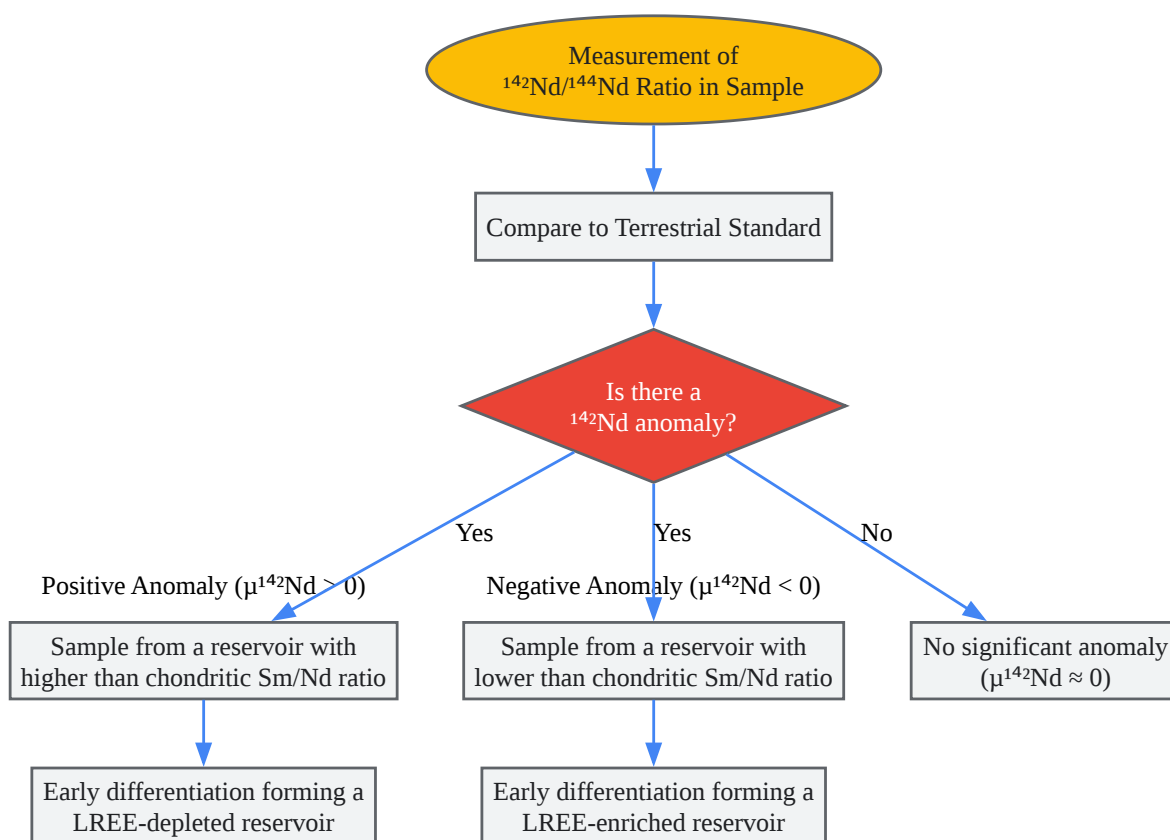 Measurement of
¹⁴²Nd/¹⁴⁴Nd Ratio in Sample
Compare to Terrestrial Standard
Is there a
¹⁴²Nd anomaly?
Yes
Yes
No
Positive Anomaly (μ¹⁴²Nd > 0)
Negative Anomaly (μ¹⁴²Nd < 0)
Sample from a reservoir with
higher than chondritic Sm/Nd ratio
Sample from a reservoir with
lower than chondritic Sm/Nd ratio
No significant anomaly
(μ¹⁴²Nd ≈ 0)
Early differentiation forming a
LREE-depleted reservoir
Early differentiation forming a
LREE-enriched reservoir